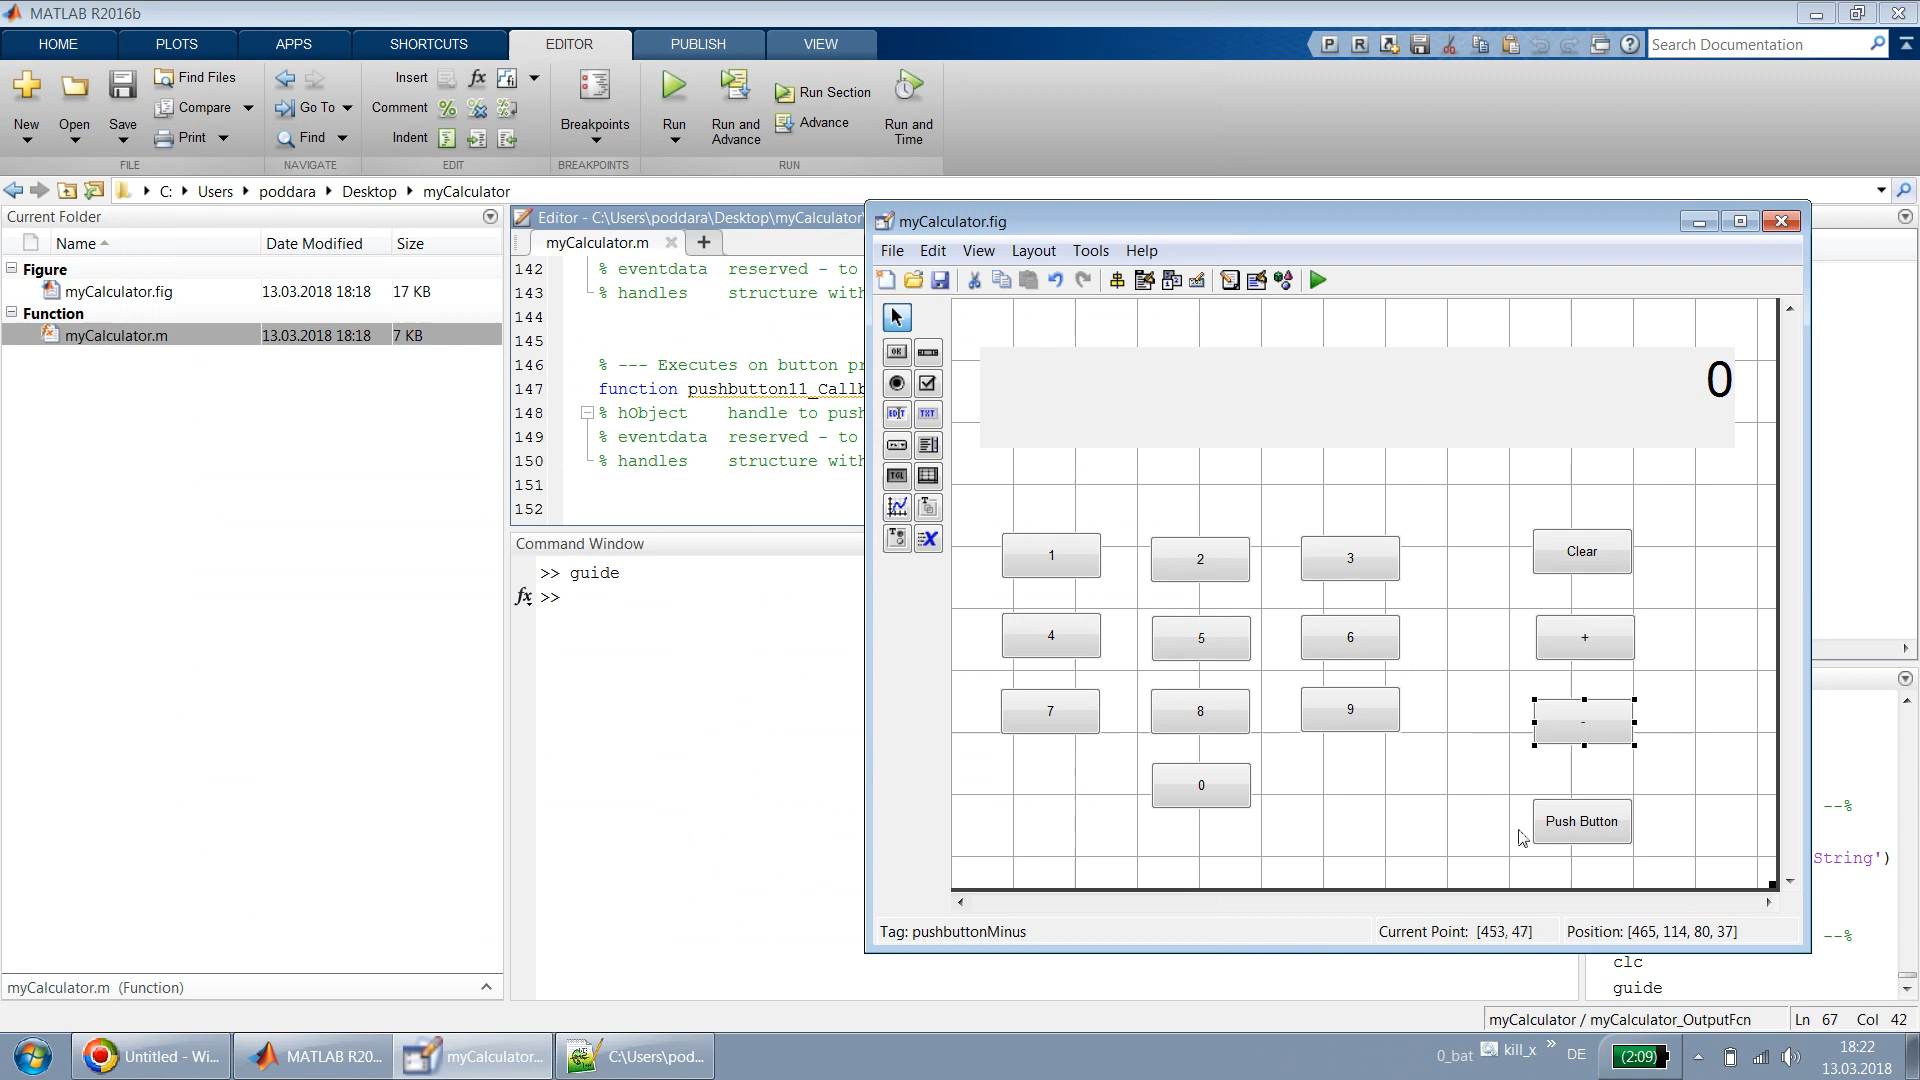 MATLAB R2016b
HOME PLOTS APPS SHORTCUTS EDITOR PUBLISH VIEW
Search Documentation
New Open Save Find Files Compare Print
Go To Find
Insert Comment Indent
Breakpoints Run Run and Advance Run Section Advance Run and Time
FILE NAVIGATE EDIT BREAKPOINTS RUN
C: Users poddara Desktop myCalculator
Current Folder
Name Date Modified Size
Figure
myCalculator.fig 13.03.2018 18:18 17 KB
Function
myCalculator.m 13.03.2018 18:18 7 KB
myCalculator.m (Function)
Editor - C:\Users\poddara\Desktop\myCalculator\
myCalculator.m
142 % eventdata reserved - to
143 % handles structure with
144
145
146 % --- Executes on button pr
147 function pushbutton11_Callb
148 % hObject handle to push
149 % eventdata reserved - to
150 % handles structure with
151
152
Command Window
>> guide
fx >>
myCalculator.fig
File Edit View Layout Tools Help
OK
EDIT TXT
TGL
0
1 2 3 Clear
4 5 6 +
7 8 9 -
0
Push Button
Tag: pushbuttonMinus Current Point: [453, 47] Position: [465, 114, 80, 37]
--%
String')
--%
clc
guide
myCalculator / myCalculator_OutputFcn Ln 67 Col 42
Untitled - Wi... MATLAB R20... myCalculator... C:\Users\pod...
0_bat kill_x » DE (2:09)
18:22
13.03.2018